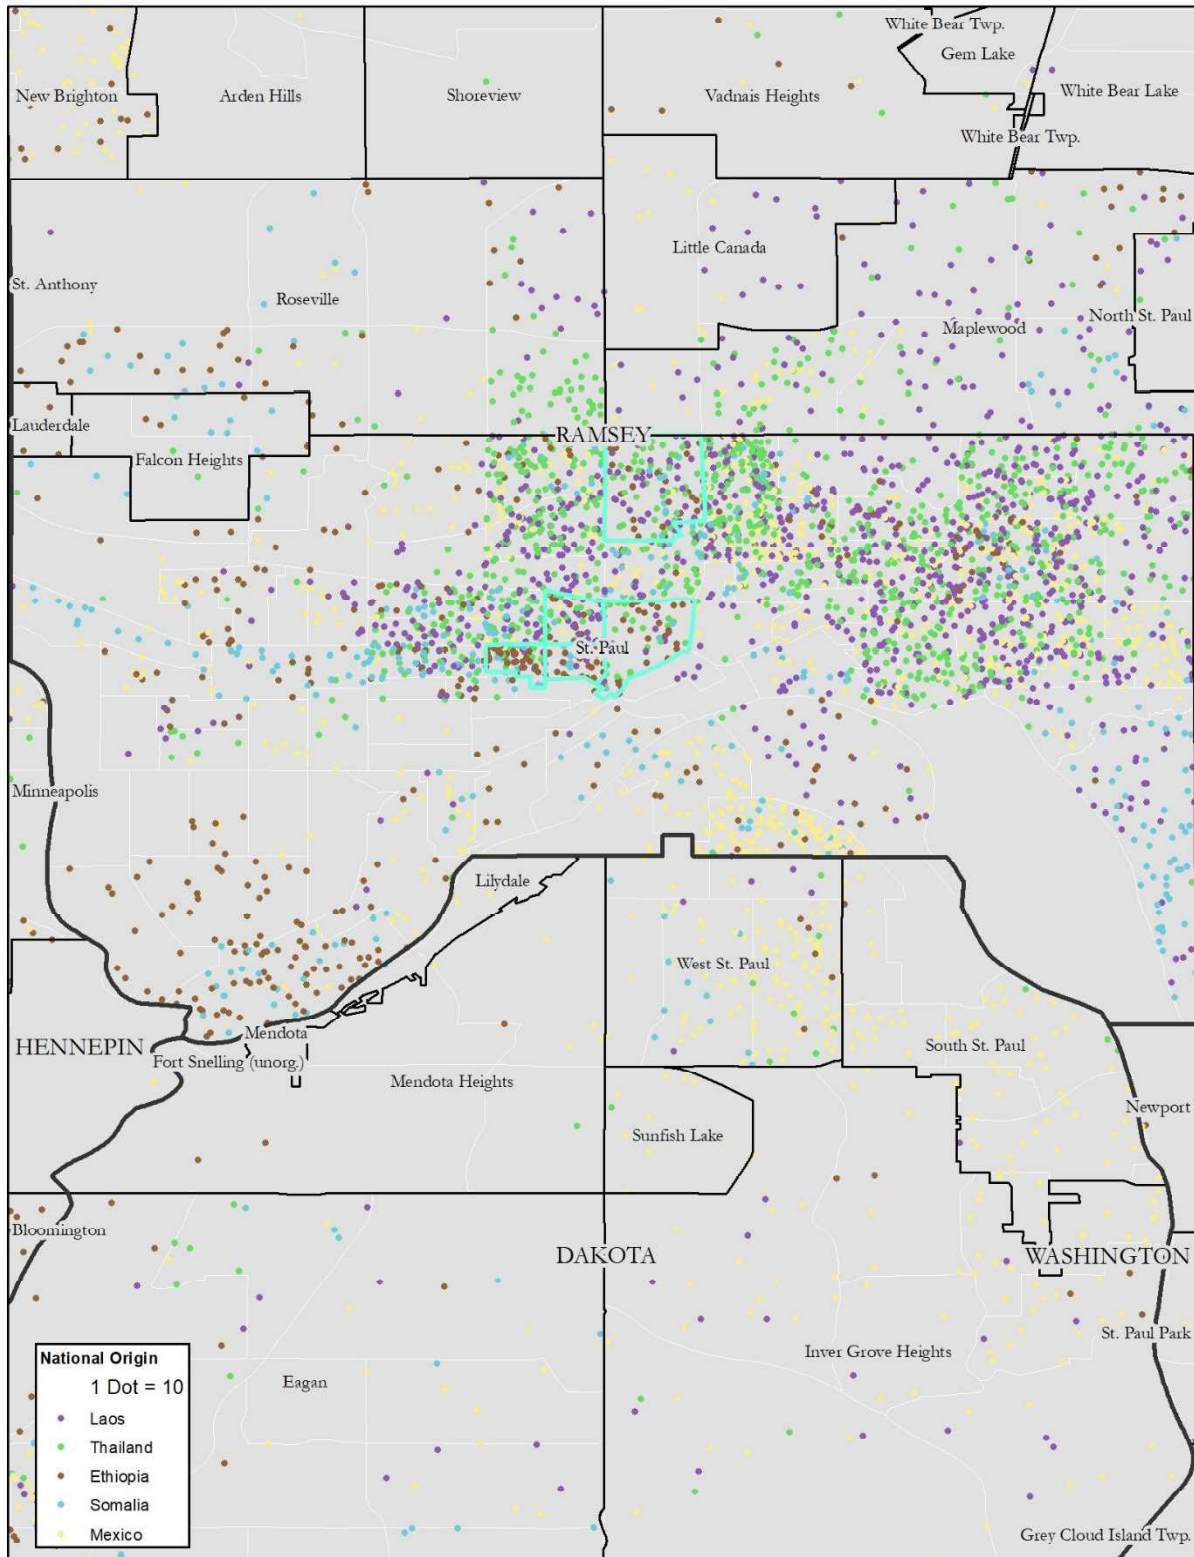 White Bear Twp.
Gem Lake
New Brighton
Arden Hills
Shoreview
Vadnais Heights
White Bear Lake
White Bear Twp.
Little Canada
St. Anthony
Roseville
North St. Paul
Maplewood
Lauderdale
RAMSEY
Falcon Heights
St. Paul
Minneapolis
Lilydale
West St. Paul
Mendota
HENNEPIN
Fort Snelling (unorg.)
South St. Paul
Mendota Heights
Newport
Sunfish Lake
Bloomington
DAKOTA
WASHINGTON
St. Paul Park
Inver Grove Heights
Eagan
National Origin
1 Dot = 10
Laos
Thailand
Ethiopia
Somalia
Mexico
Grey Cloud Island Twp.